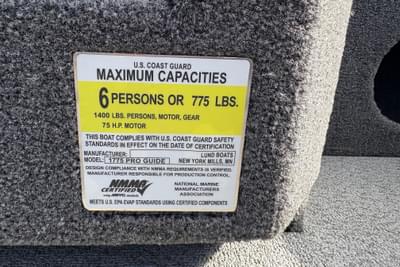 U.S. COAST GUARD
MAXIMUM CAPACITIES
6 PERSONS OR 775 LBS.
1400 LBS. PERSONS, MOTOR, GEAR
75 H.P. MOTOR
THIS BOAT COMPLIES WITH U.S. COAST GUARD SAFETY
STANDARDS IN EFFECT ON THE DATE OF CERTIFICATION
MANUFACTURER: LUND BOATS
MODEL: 1775 PRO GUIDE NEW YORK MILLS, MN
DESIGN COMPLIANCE WITH NMMA REQUIREMENTS IS VERIFIED.
MANUFACTURER RESPONSIBLE FOR PRODUCTION CONTROL.
NMMA
CERTIFIED
NATIONAL MARINE
MANUFACTURERS
ASSOCIATION
MEETS U.S. EPA EVAP STANDARDS USING CERTIFIED COMPONENTS